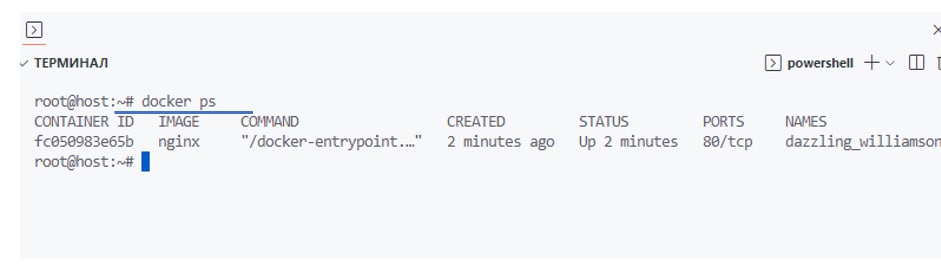 ТЕРМИНАЛ
powershell
root@host:~# docker ps
CONTAINER ID IMAGE COMMAND CREATED STATUS PORTS NAMES
fc050983e65b nginx "/docker-entrypoint.…" 2 minutes ago Up 2 minutes 80/tcp dazzling_williamson
root@host:~#